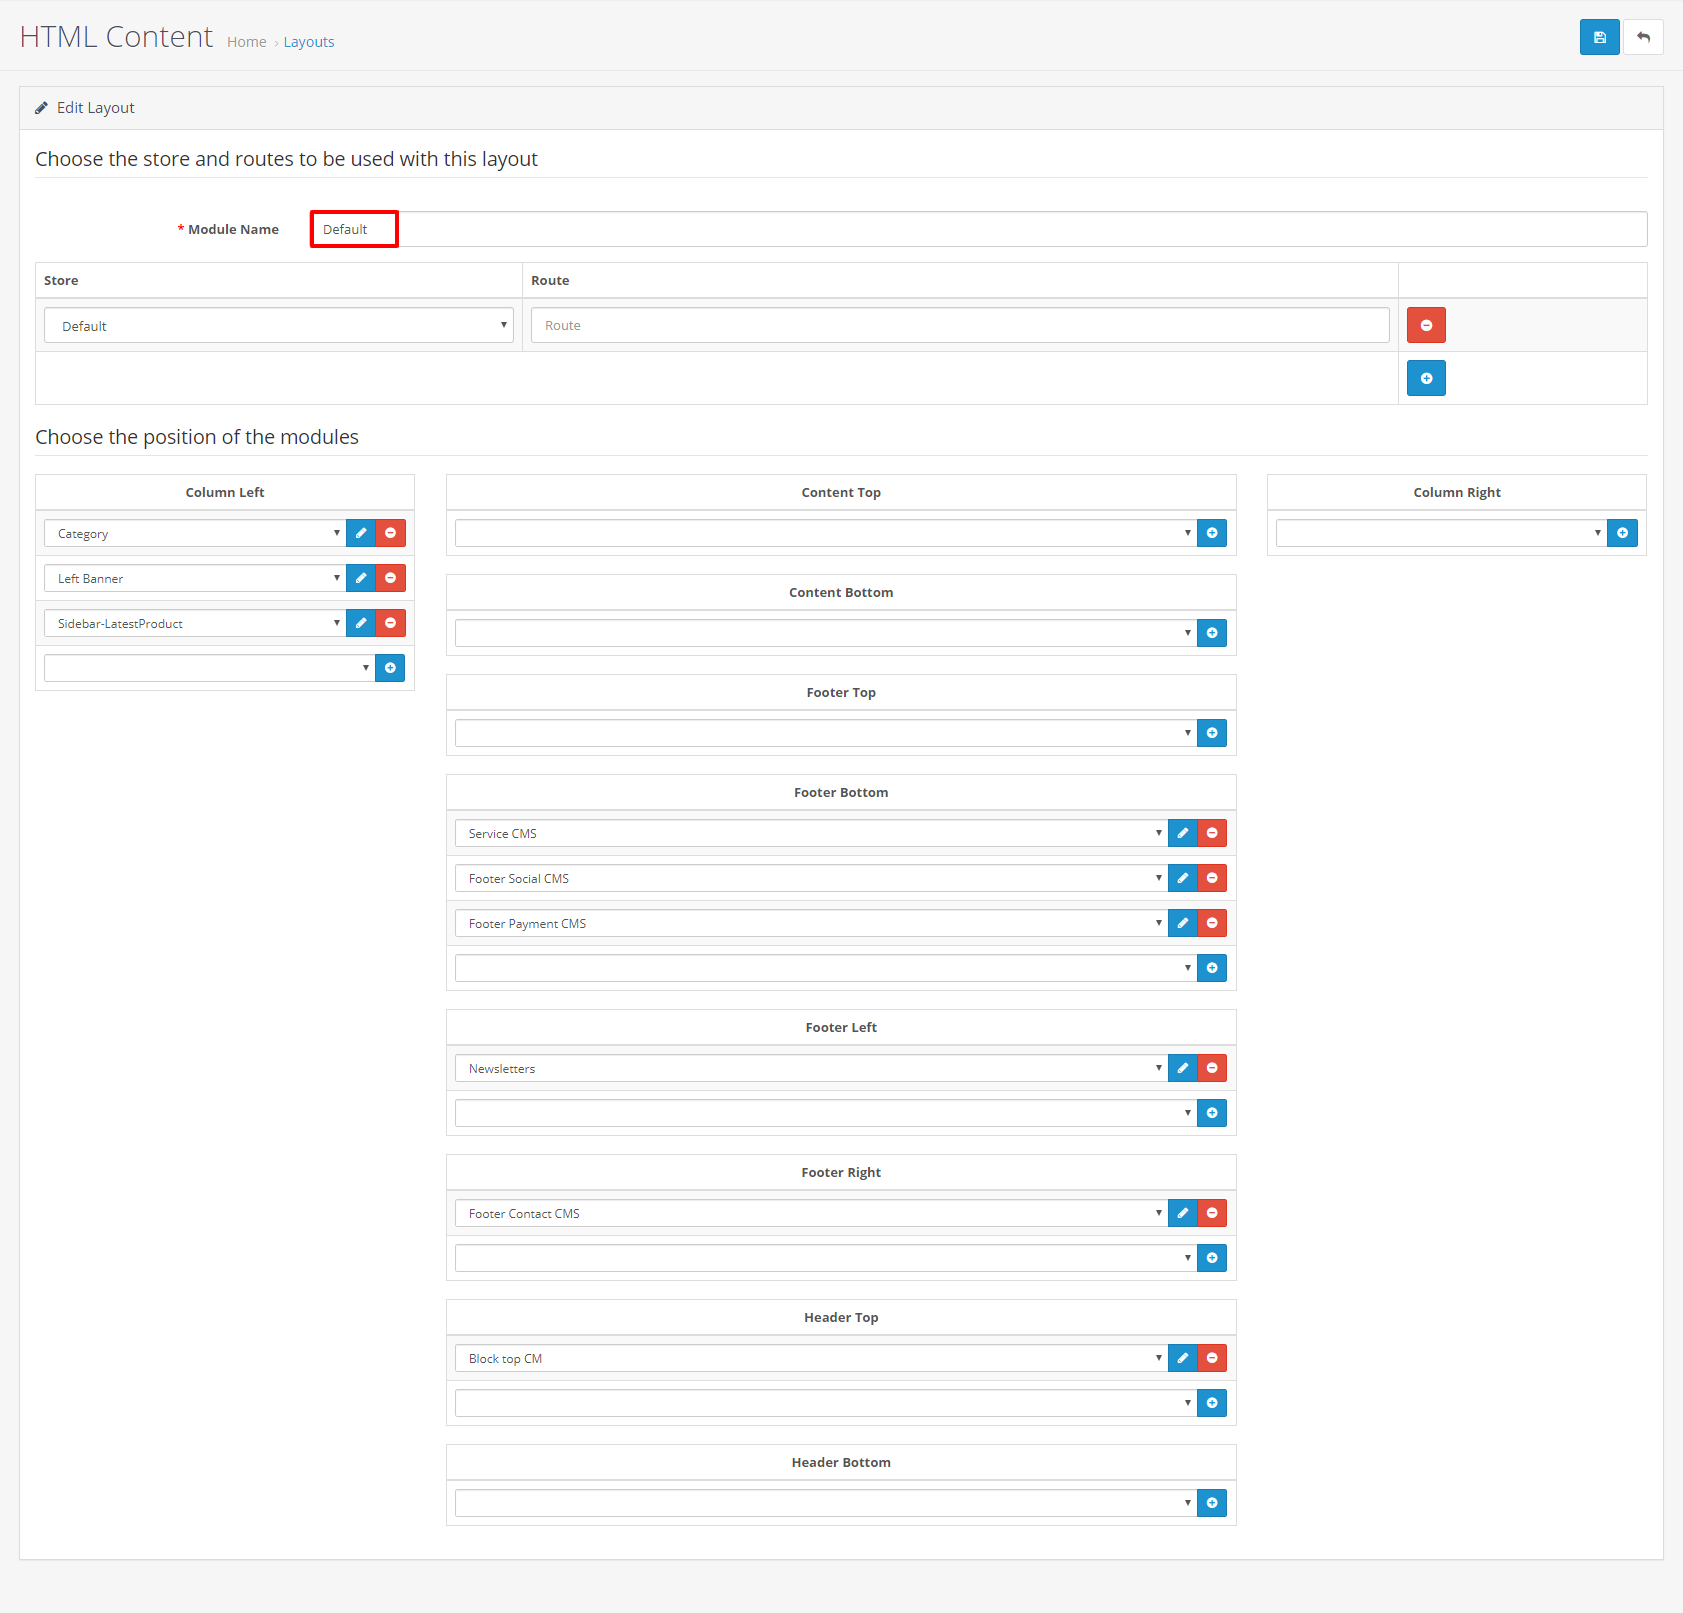 HTML Content Home › Layouts
Edit Layout
Choose the store and routes to be used with this layout
* Module Name Default
Store Route
Default Route
Choose the position of the modules
Column Left
Category
Left Banner
Sidebar-LatestProduct
Content Top
Content Bottom
Footer Top
Footer Bottom
Service CMS
Footer Social CMS
Footer Payment CMS
Footer Left
Newsletters
Footer Right
Footer Contact CMS
Header Top
Block top CM
Header Bottom
Column Right